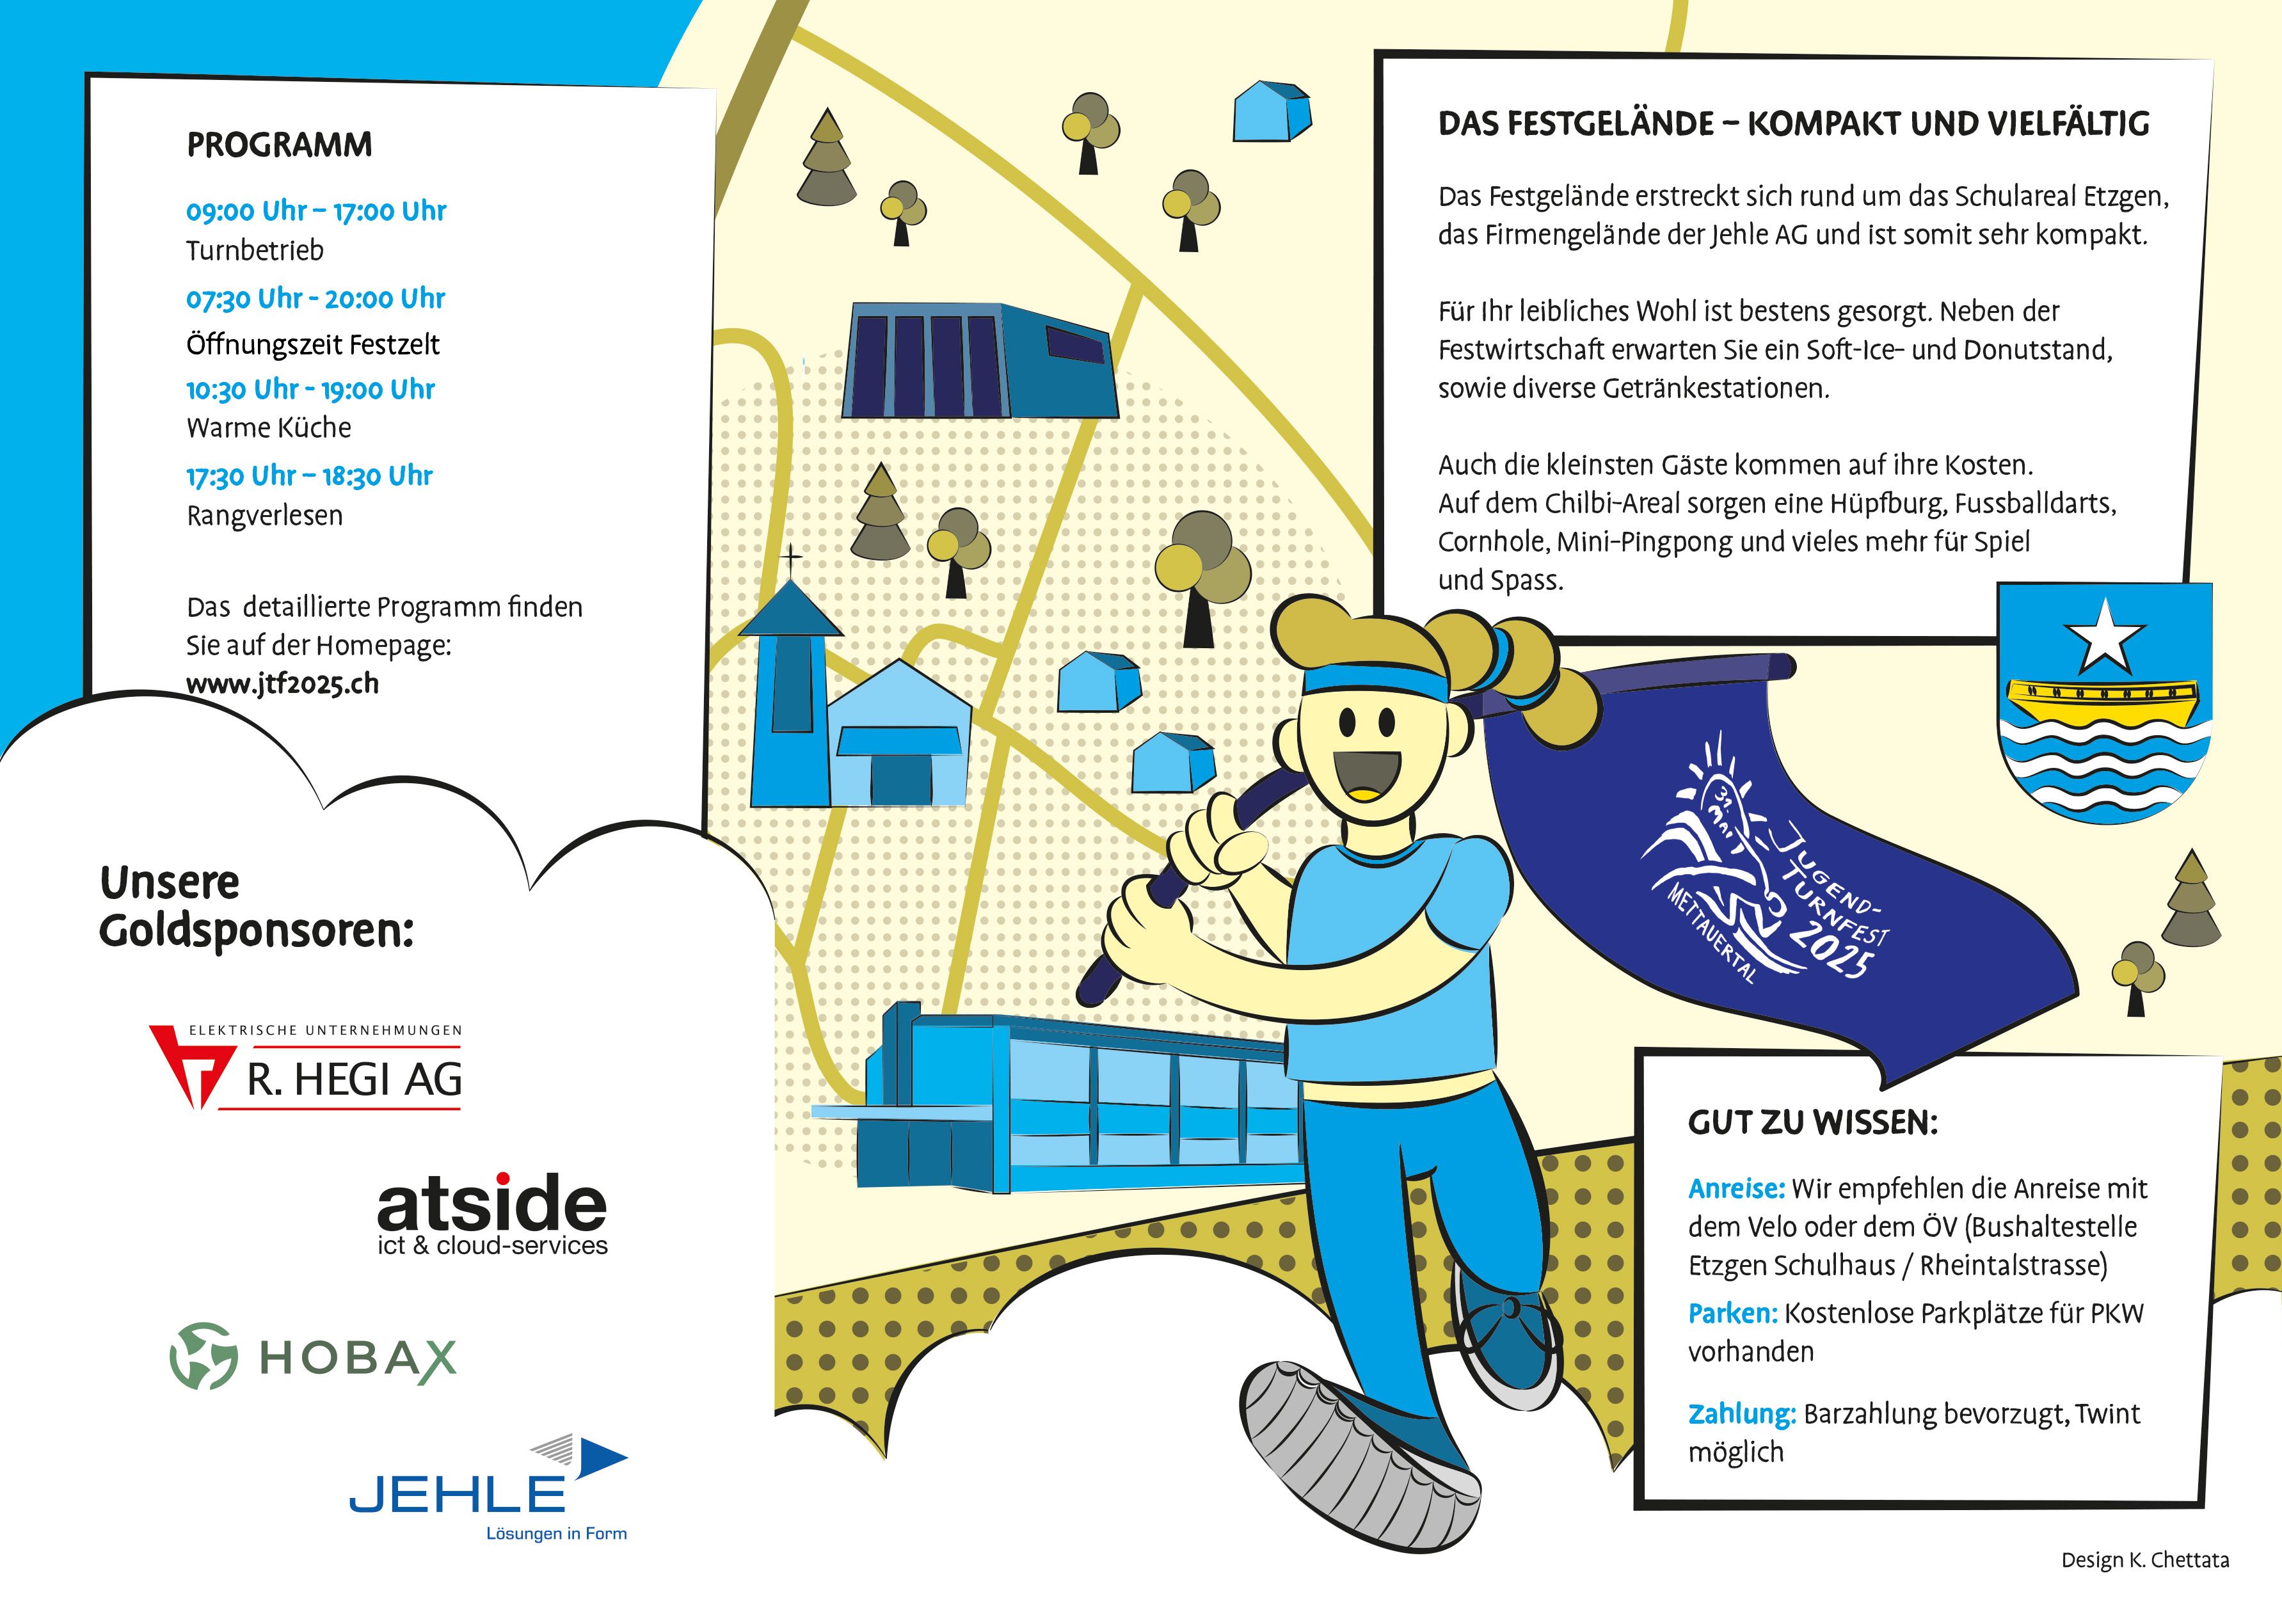 PROGRAMM
09:00 Uhr – 17:00 Uhr
Turnbetrieb
07:30 Uhr - 20:00 Uhr
Öffnungszeit Festzelt
10:30 Uhr - 19:00 Uhr
Warme Küche
17:30 Uhr – 18:30 Uhr
Rangverlesen
Das detaillierte Programm finden
Sie auf der Homepage:
www.jtf2025.ch
Unsere
Goldsponsoren:
ELEKTRISCHE UNTERNEHMUNGEN
R. HEGI AG
atside
ict & cloud-services
HOBAX
JEHLE
Lösungen in Form
DAS FESTGELÄNDE – KOMPAKT UND VIELFÄLTIG
Das Festgelände erstreckt sich rund um das Schulareal Etzgen,
das Firmengelände der Jehle AG und ist somit sehr kompakt.
Für Ihr leibliches Wohl ist bestens gesorgt. Neben der
Festwirtschaft erwarten Sie ein Soft-Ice- und Donutstand,
sowie diverse Getränkestationen.
Auch die kleinsten Gäste kommen auf ihre Kosten.
Auf dem Chilbi-Areal sorgen eine Hüpfburg, Fussballdarts,
Cornhole, Mini-Pingpong und vieles mehr für Spiel
und Spass.
31.
MAI
JUGEND-
TURNFEST
2025
METTAUERTAL
GUT ZU WISSEN:
Anreise: Wir empfehlen die Anreise mit
dem Velo oder dem ÖV (Bushaltestelle
Etzgen Schulhaus / Rheintalstrasse)
Parken: Kostenlose Parkplätze für PKW
vorhanden
Zahlung: Barzahlung bevorzugt, Twint
möglich
Design K. Chettata